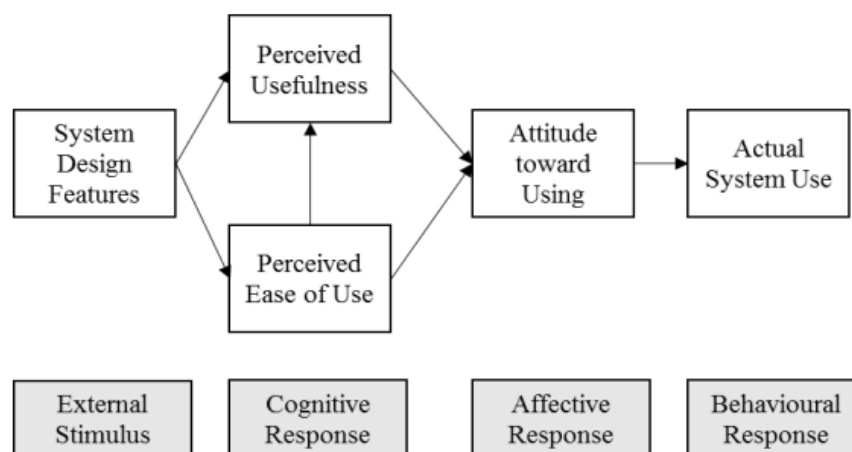 Perceived
Usefulness
System
Design
Features
Attitude
toward
Using
Actual
System Use
Perceived
Ease of Use
External
Stimulus
Cognitive
Response
Affective
Response
Behavioural
Response